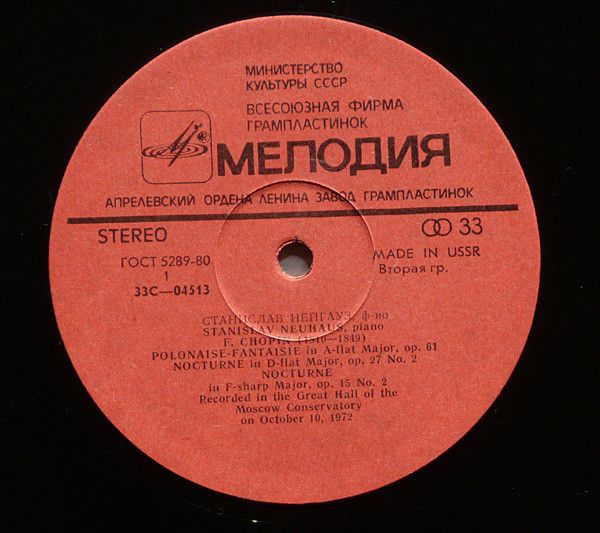 МИНИСТЕРСТВО
КУЛЬТУРЫ СССР
ВСЕСОЮЗНАЯ ФИРМА
ГРАМПЛАСТИНОК
МЕЛОДИЯ
АПРЕЛЕВСКИЙ ОРДЕНА ЛЕНИНА ЗАВОД ГРАМПЛАСТИНОК
STEREO
33
ГОСТ 5289-80
MADE IN USSR
1
Вторая гр.
33С—04513
СТАНИСЛАВ НЕЙГАУЗ, ф-но
STANISLAV NEUHAUS, piano
F. CHOPIN (1810—1849)
POLONAISE-FANTAISIE in A-flat Major, op. 61
NOCTURNE in D-flat Major, op. 27 No. 2
NOCTURNE
in F-sharp Major, op. 15 No. 2
Recorded in the Great Hall of the
Moscow Conservatory
on October 10, 1972